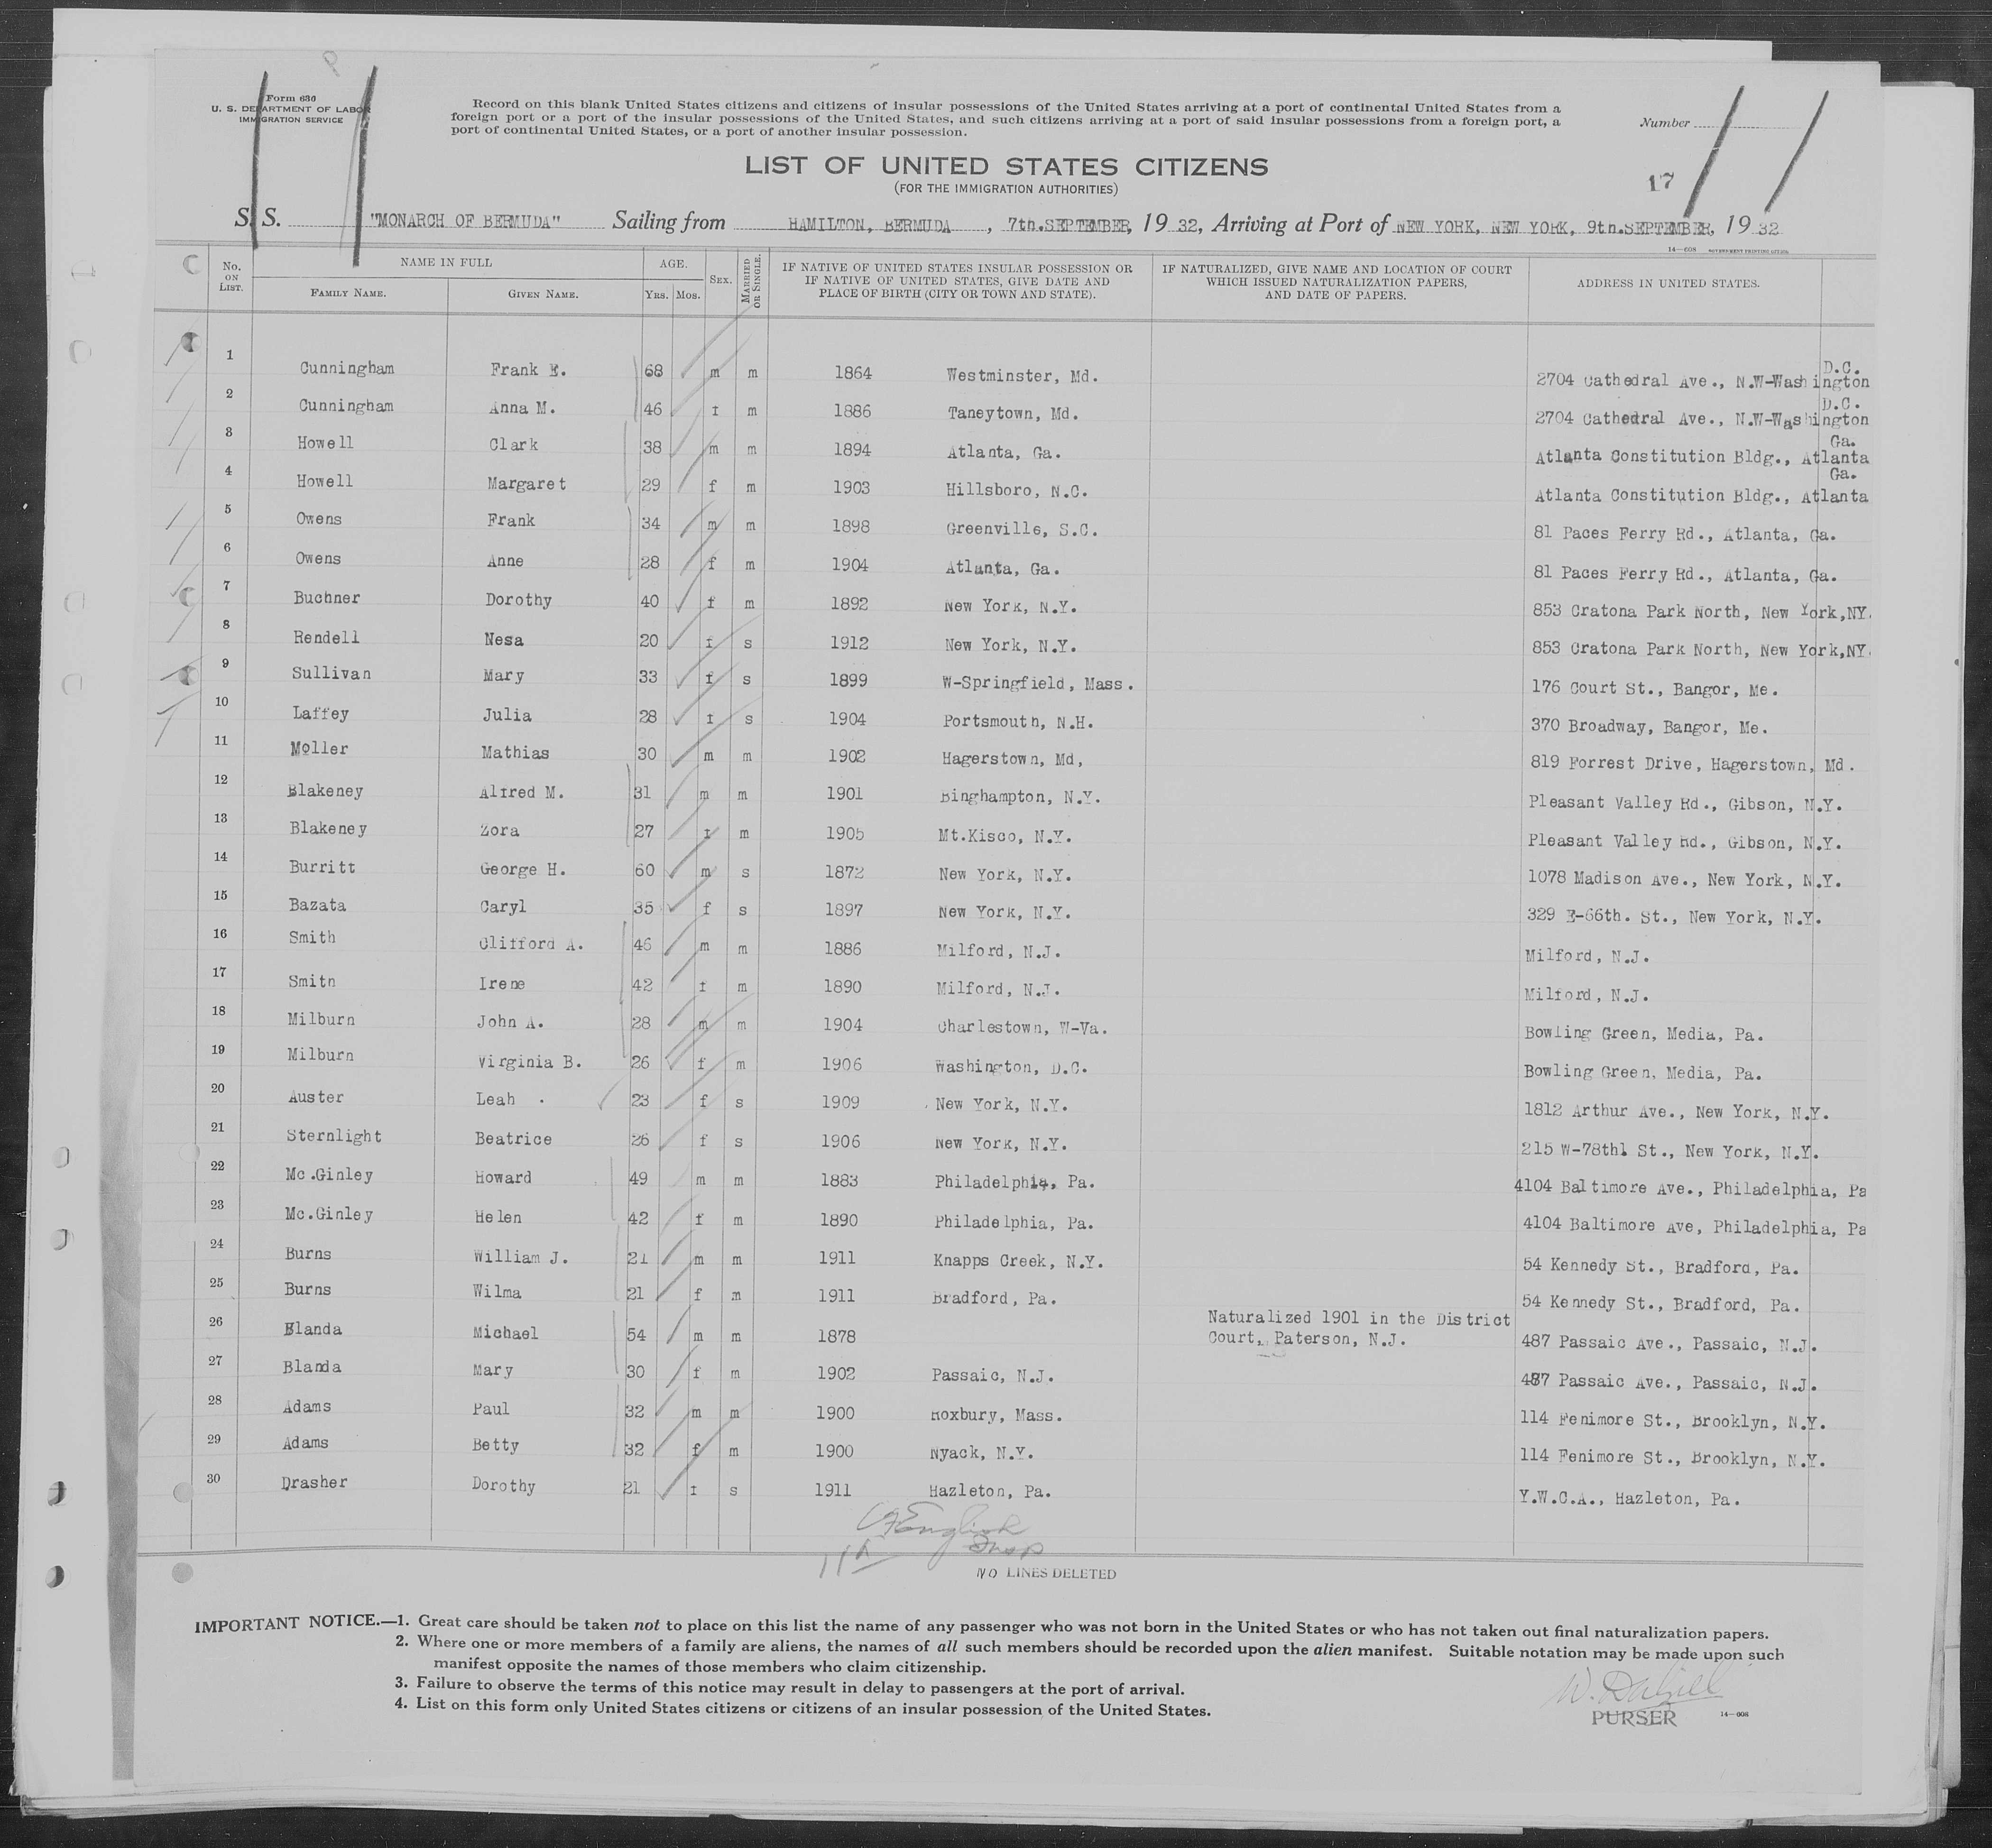 Form 630
U. S. DEPARTMENT OF LABOR
IMMIGRATION SERVICE
Record on this blank United States citizens and citizens of insular possessions of the United States arriving at a port of continental United States from a
foreign port or a port of the insular possessions of the United States, and such citizens arriving at a port of said insular possessions from a foreign port, a
port of continental United States, or a port of another insular possession.
Number
LIST OF UNITED STATES CITIZENS
(FOR THE IMMIGRATION AUTHORITIES)
17
S. S. "MONARCH OF BERMUDA" Sailing from HAMILTON, BERMUDA , 7th.SEPTEMBER, 19 32, Arriving at Port of NEW YORK, NEW YORK, 9th.SEPTEMBER, 19 32
14—608 GOVERNMENT PRINTING OFFICE
No. ON LIST. NAME IN FULL FAMILY NAME. GIVEN NAME. AGE. YRS. MOS. SEX. MARRIED OR SINGLE. IF NATIVE OF UNITED STATES INSULAR POSSESSION OR IF NATIVE OF UNITED STATES, GIVE DATE AND PLACE OF BIRTH (CITY OR TOWN AND STATE). IF NATURALIZED, GIVE NAME AND LOCATION OF COURT WHICH ISSUED NATURALIZATION PAPERS, AND DATE OF PAPERS. ADDRESS IN UNITED STATES.
1 Cunningham Frank E. 68 m m 1864 Westminster, Md. 2704 Cathedral Ave., N.W-Washington D.C.
2 Cunningham Anna M. 46 f m 1886 Taneytown, Md. 2704 Cathedral Ave., N.W-Washington D.C.
3 Howell Clark 38 m m 1894 Atlanta, Ga. Atlanta Constitution Bldg., Atlanta Ga.
4 Howell Margaret 29 f m 1903 Hillsboro, N.C. Atlanta Constitution Bldg., Atlanta Ga.
5 Owens Frank 34 m m 1898 Greenville, S.C. 81 Paces Ferry Rd., Atlanta, Ga.
6 Owens Anne 28 f m 1904 Atlanta, Ga. 81 Paces Ferry Rd., Atlanta, Ga.
7 Buchner Dorothy 40 f m 1892 New York, N.Y. 853 Cratona Park North, New York,NY.
8 Rendell Nesa 20 f s 1912 New York, N.Y. 853 Cratona Park North, New York,NY.
9 Sullivan Mary 33 f s 1899 W-Springfield, Mass. 176 Court St., Bangor, Me.
10 Laffey Julia 28 f s 1904 Portsmouth, N.H. 370 Broadway, Bangor, Me.
11 Moller Mathias 30 m m 1902 Hagerstown, Md, 819 Forrest Drive, Hagerstown, Md.
12 Blakeney Alfred M. 31 m m 1901 Binghampton, N.Y. Pleasant Valley Rd., Gibson, N.Y.
13 Blakeney Zora 27 f m 1905 Mt.Kisco, N.Y. Pleasant Valley Rd., Gibson, N.Y.
14 Burritt George H. 60 m s 1872 New York, N.Y. 1078 Madison Ave., New York, N.Y.
15 Bazata Caryl 35 f s 1897 New York, N.Y. 329 E-66th. St., New York, N.Y.
16 Smith Clifford A. 46 m m 1886 Milford, N.J. Milford, N.J.
17 Smith Irene 42 f m 1890 Milford, N.J. Milford, N.J.
18 Milburn John A. 28 m m 1904 Charlestown, W-Va. Bowling Green, Media, Pa.
19 Milburn Virginia B. 26 f m 1906 Washington, D.C. Bowling Green, Media, Pa.
20 Auster Leah . 23 f s 1909 New York, N.Y. 1812 Arthur Ave., New York, N.Y.
21 Sternlight Beatrice 26 f s 1906 New York, N.Y. 215 W-78th. St., New York, N.Y.
22 Mc.Ginley Howard 49 m m 1883 Philadelphia, Pa. 4104 Baltimore Ave., Philadelphia, Pa
23 Mc.Ginley Helen 42 f m 1890 Philadelphia, Pa. 4104 Baltimore Ave, Philadelphia, Pa
24 Burns William J. 21 m m 1911 Knapps Creek, N.Y. 54 Kennedy St., Bradford, Pa.
25 Burns Wilma 21 f m 1911 Bradford, Pa. 54 Kennedy St., Bradford, Pa.
26 Blanda Michael 54 m m 1878 Naturalized 1901 in the District Court, Paterson, N.J. 487 Passaic Ave., Passaic, N.J.
27 Blanda Mary 30 f m 1902 Passaic, N.J. 487 Passaic Ave., Passaic, N.J.
28 Adams Paul 32 m m 1900 Roxbury, Mass. 114 Fenimore St., Brooklyn, N.Y.
29 Adams Betty 32 f m 1900 Nyack, N.Y. 114 Fenimore St., Brooklyn, N.Y.
30 Drasher Dorothy 21 f s 1911 Hazleton, Pa. Y.W.C.A., Hazleton, Pa.
English
Insp
NO LINES DELETED
IMPORTANT NOTICE.—1. Great care should be taken not to place on this list the name of any passenger who was not born in the United States or who has not taken out final naturalization papers.
2. Where one or more members of a family are aliens, the names of all such members should be recorded upon the alien manifest. Suitable notation may be made upon such
manifest opposite the names of those members who claim citizenship.
3. Failure to observe the terms of this notice may result in delay to passengers at the port of arrival.
4. List on this form only United States citizens or citizens of an insular possession of the United States.
W. Dalziell
PURSER
14—608